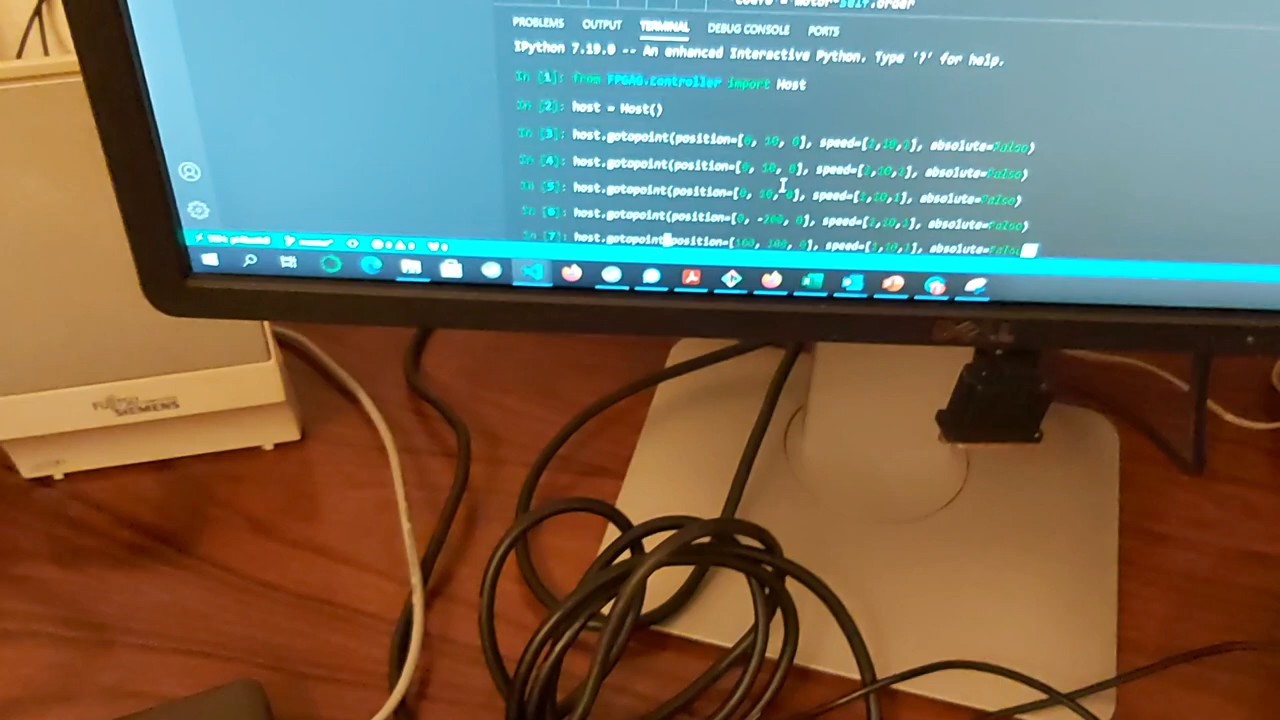 PROBLEMS OUTPUT TERMINAL DEBUG CONSOLE PORTS
IPython 7.19.0 -- An enhanced Interactive Python. Type '?' for help.
In [1]: from FPGAG.controller import Host
In [2]: host = Host()
In [3]: host.gotopoint(position=[0, 10, 0], speed=[1,10,1], absolute=False)
In [4]: host.gotopoint(position=[0, 10, 0], speed=[1,10,1], absolute=False)
In [5]: host.gotopoint(position=[0, 10, 0], speed=[1,10,1], absolute=False)
In [6]: host.gotopoint(position=[0, -200, 0], speed=[1,10,1], absolute=False)
In [7]: host.gotopoint(position=[160, 100, 0], speed=[1,10,1], absolute=False
DELL
SIEMENS